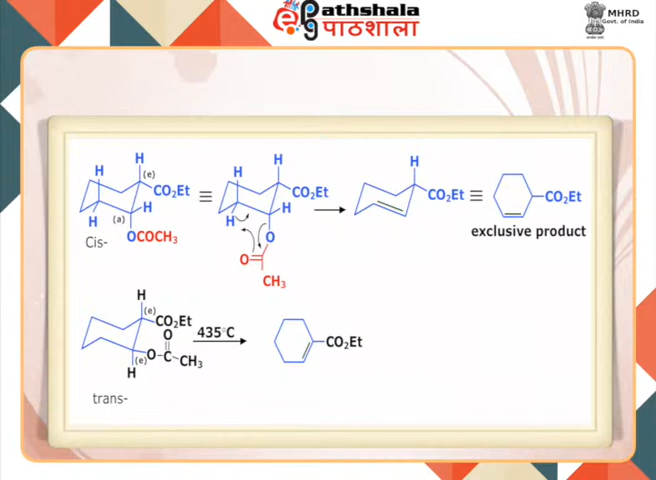 Pathshala
पाठशाला
MHRD
Govt. of India
H
H
(e)
CO₂Et
H
H
(a)
OCOCH₃
Cis-
≡
H
H
CO₂Et
H
H
O
O
CH₃
H
CO₂Et
≡
CO₂Et
exclusive product
H
(e)
CO₂Et
O
(e)
O-C-CH₃
H
435°C
CO₂Et
trans-